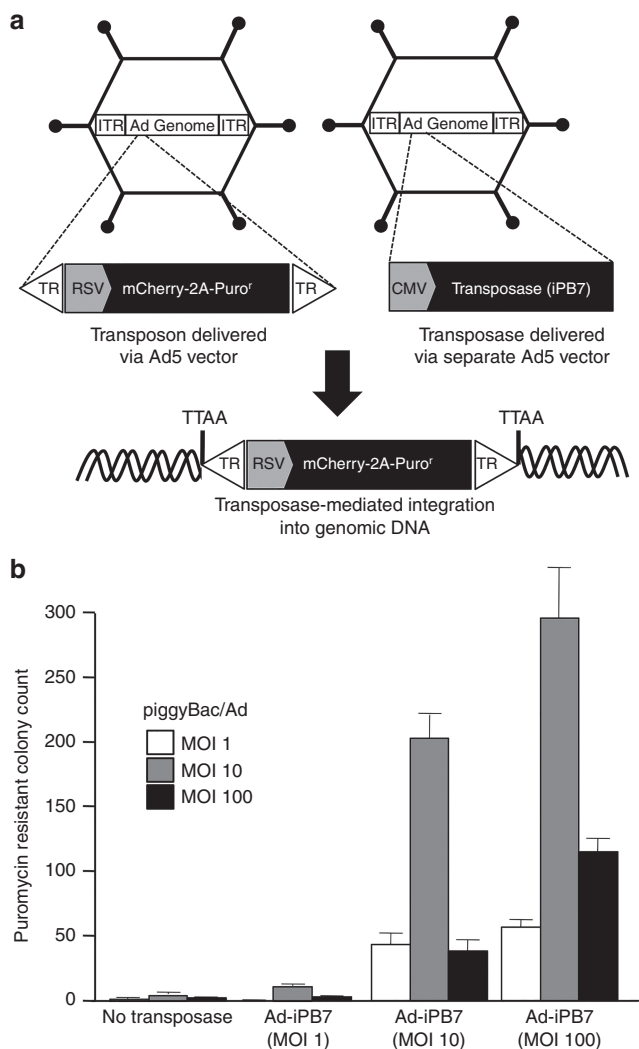 a
ITR Ad Genome ITR
ITR Ad Genome ITR
TR RSV mCherry-2A-Puroʳ TR
CMV Transposase (iPB7)
Transposon delivered
via Ad5 vector
Transposase delivered
via separate Ad5 vector
TTAA
TTAA
TR RSV mCherry-2A-Puroʳ TR
Transposase-mediated integration
into genomic DNA
b
Puromycin resistant colony count
300
250
200
150
100
50
0
piggyBac/Ad
MOI 1
MOI 10
MOI 100
No transposase
Ad-iPB7
(MOI 1)
Ad-iPB7
(MOI 10)
Ad-iPB7
(MOI 100)